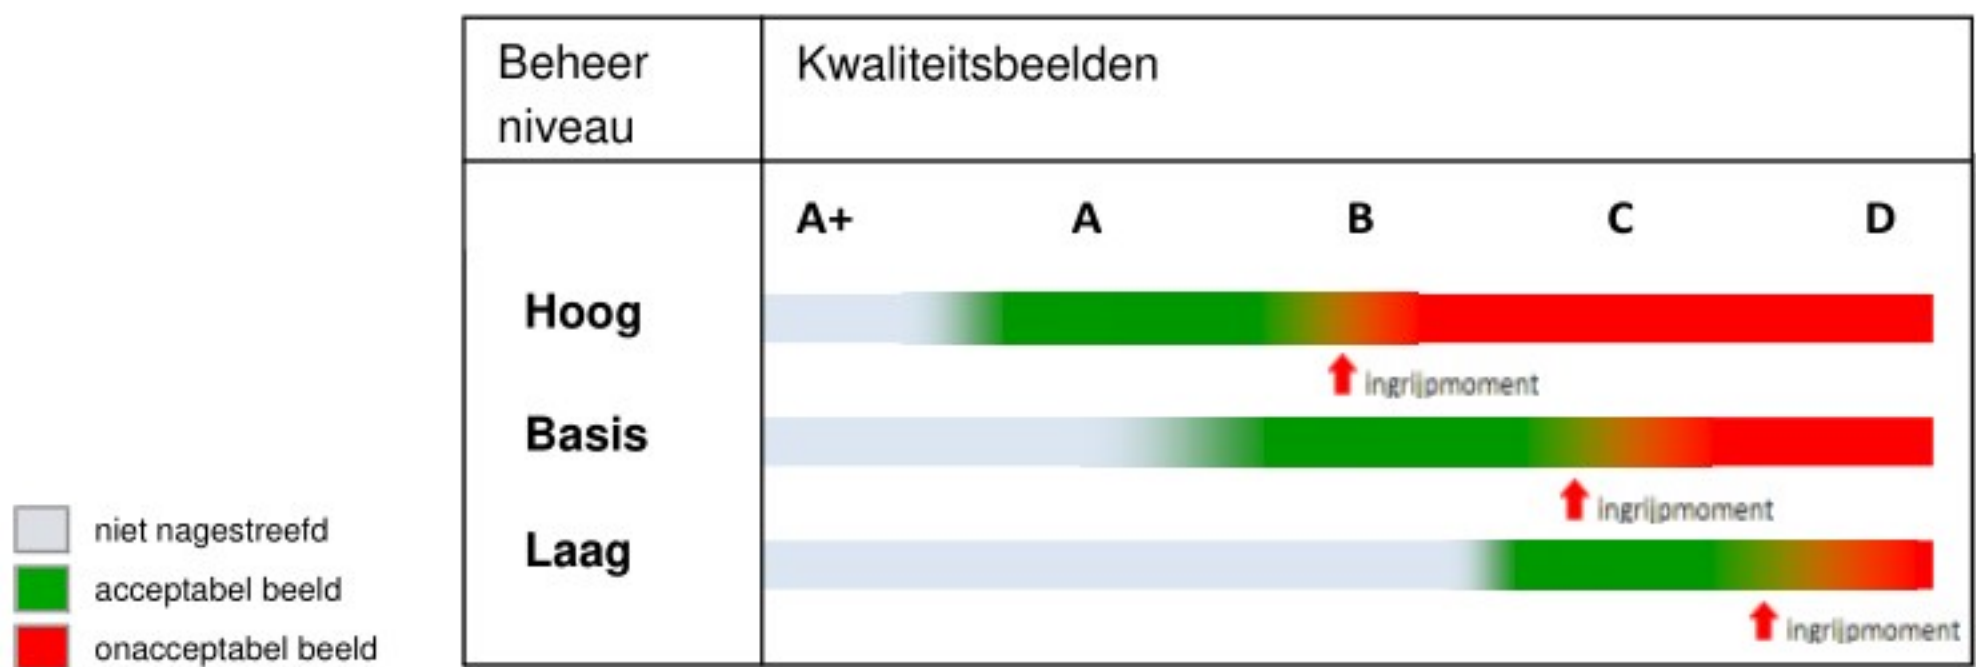 Beheer
niveau
Kwaliteitsbeelden
A+ A B C D
Hoog
ingrijpmoment
Basis
ingrijpmoment
Laag
ingrijpmoment
niet nagestreefd
acceptabel beeld
onacceptabel beeld